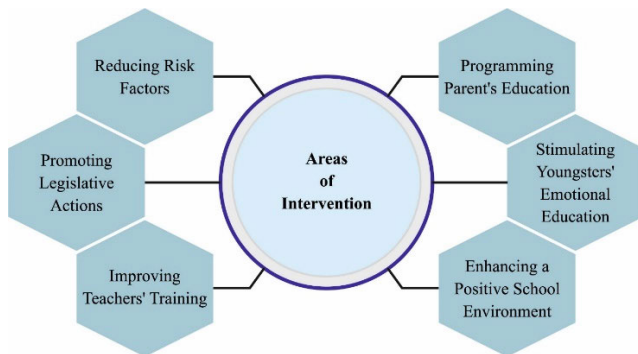 Reducing Risk
Factors
Promoting
Legislative
Actions
Improving
Teachers' Training
Areas
of
Intervention
Programming
Parent's Education
Stimulating
Youngsters'
Emotional
Education
Enhancing a
Positive School
Environment